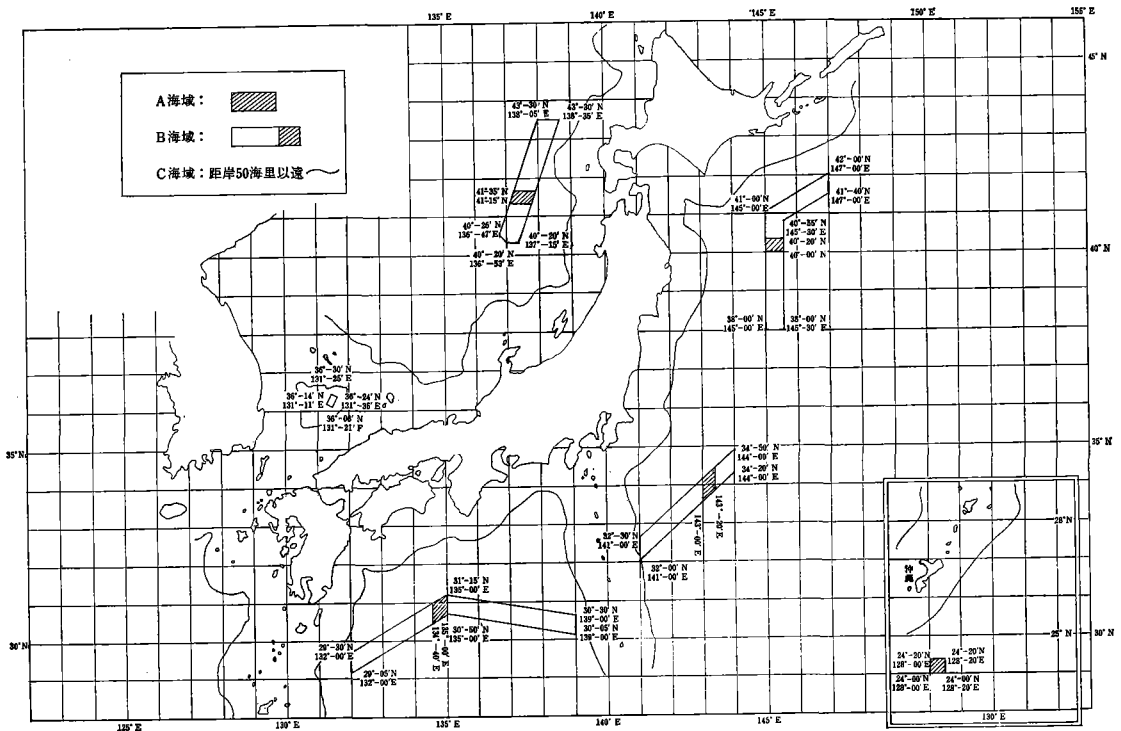 135° E
140° E
145° E
150° E
155° E
45° N
A海域：
B海域：
C海域：距岸50海里以遠
43°-30' N
138°-05' E
43°-30' N
138°-35' E
41°-35' N
41°-15' N
40°-26' N
136°-47' E
40°-20' N
137°-15' E
40°-20' N
136°-53' E
42°-00' N
147°-00' E
41°-00' N
145°-00' E
41°-40' N
147°-00' E
145°-30' E
40°-20' N
40°-00' N
40° N
38°-00' N
145°-00' E
38°-00' N
145°-30' E
36°-30' N
131°-25' E
36°-14' N
131°-11' E
36°-24' N
131°-35' E
36°-08' N
35° N
35° N
34°-50' N
144°-00' E
34°-20' N
144°-00' E
143°-20' E
143°-00' E
32°-30' N
141°-00' E
32°-00' N
141°-00' E
31°-15' N
135°-00' E
30°-50' N
135°-00' E
135°-00' E
134°-40' E
30°-30' N
139°-00' E
30°-05' N
139°-00' E
29°-30' N
132°-00' E
29°-05' N
132°-00' E
30° N
30° N
28° N
沖縄
25° N
24°-20' N
128°-00' E
24°-20' N
128°-20' E
24°-00' N
128°-00' E
24°-00' N
128°-20' E
130° E
125° E
130° E
135° E
140° E
145° E
150° E